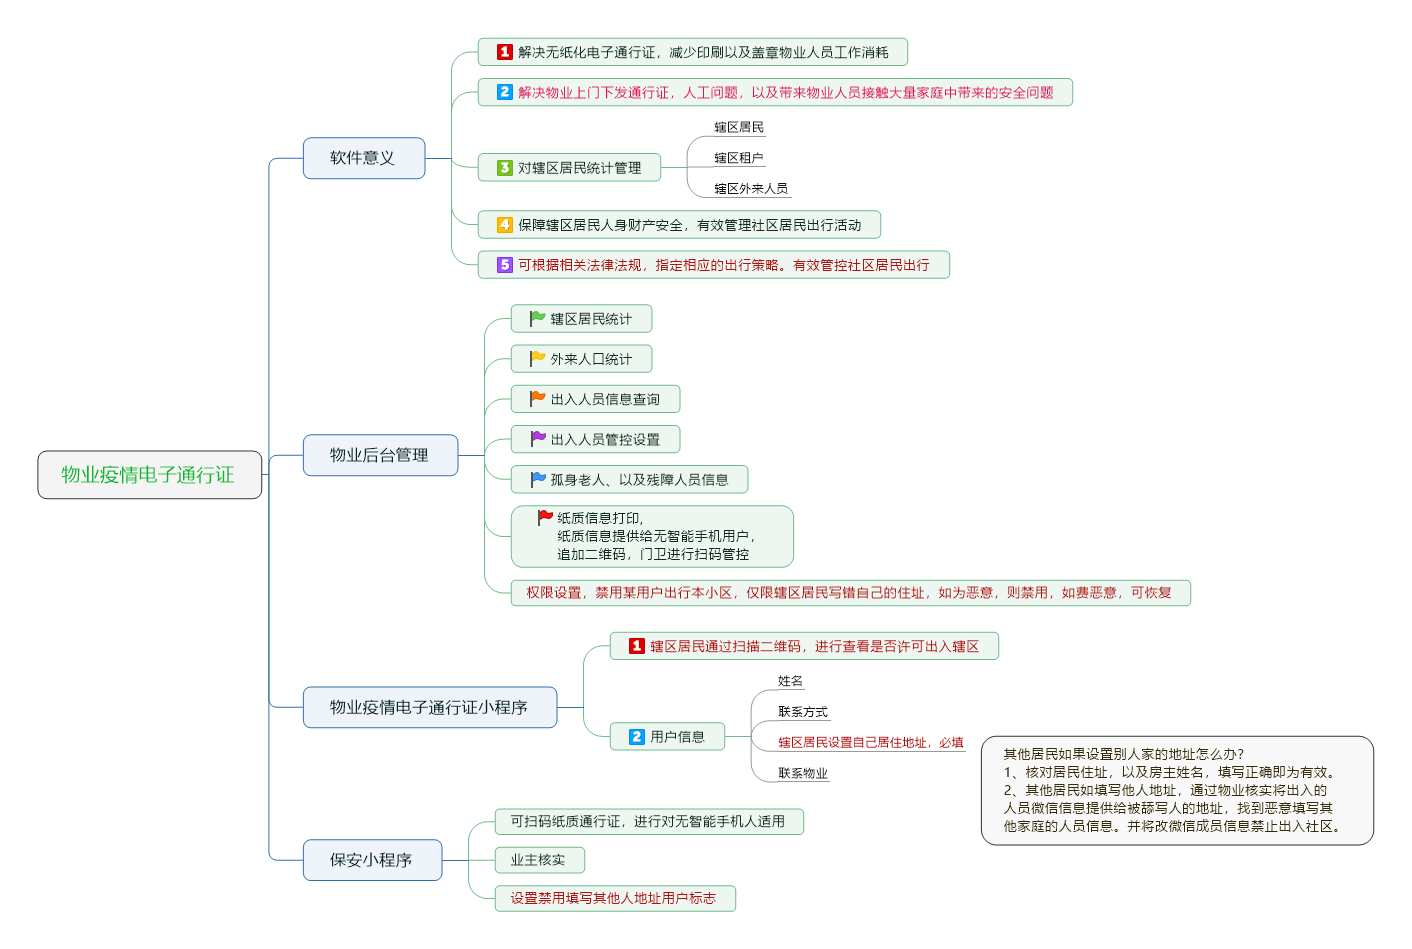 物业疫情电子通行证
软件意义
1 解决无纸化电子通行证，减少印刷以及盖章物业人员工作消耗
2 解决物业上门下发通行证，人工问题，以及带来物业人员接触大量家庭中带来的安全问题
3 对辖区居民统计管理
辖区居民
辖区租户
辖区外来人员
4 保障辖区居民人身财产安全，有效管理社区居民出行活动
5 可根据相关法律法规，指定相应的出行策略。有效管控社区居民出行
物业后台管理
辖区居民统计
外来人口统计
出入人员信息查询
出入人员管控设置
孤身老人、以及残障人员信息
纸质信息打印,
纸质信息提供给无智能手机用户，
追加二维码，门卫进行扫码管控
权限设置，禁用某用户出行本小区，仅限辖区居民写错自己的住址，如为恶意，则禁用，如费恶意，可恢复
物业疫情电子通行证小程序
1 辖区居民通过扫描二维码，进行查看是否许可出入辖区
2 用户信息
姓名
联系方式
辖区居民设置自己居住地址，必填
联系物业
其他居民如果设置别人家的地址怎么办?
1、核对居民住址，以及房主姓名，填写正确即为有效。
2、其他居民如填写他人地址，通过物业核实将出入的
人员微信信息提供给被舔写人的地址，找到恶意填写其
他家庭的人员信息。并将改微信成员信息禁止出入社区。
保安小程序
可扫码纸质通行证，进行对无智能手机人适用
业主核实
设置禁用填写其他人地址用户标志